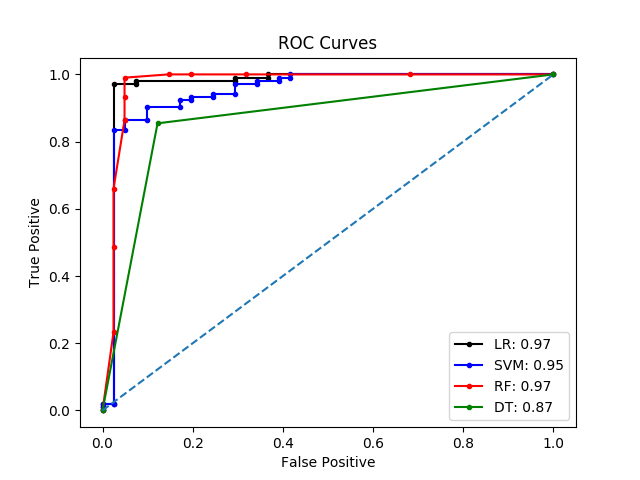 ROC Curves
True Positive
1.0
0.8
0.6
0.4
0.2
0.0
0.0 0.2 0.4 0.6 0.8 1.0
False Positive
LR: 0.97
SVM: 0.95
RF: 0.97
DT: 0.87